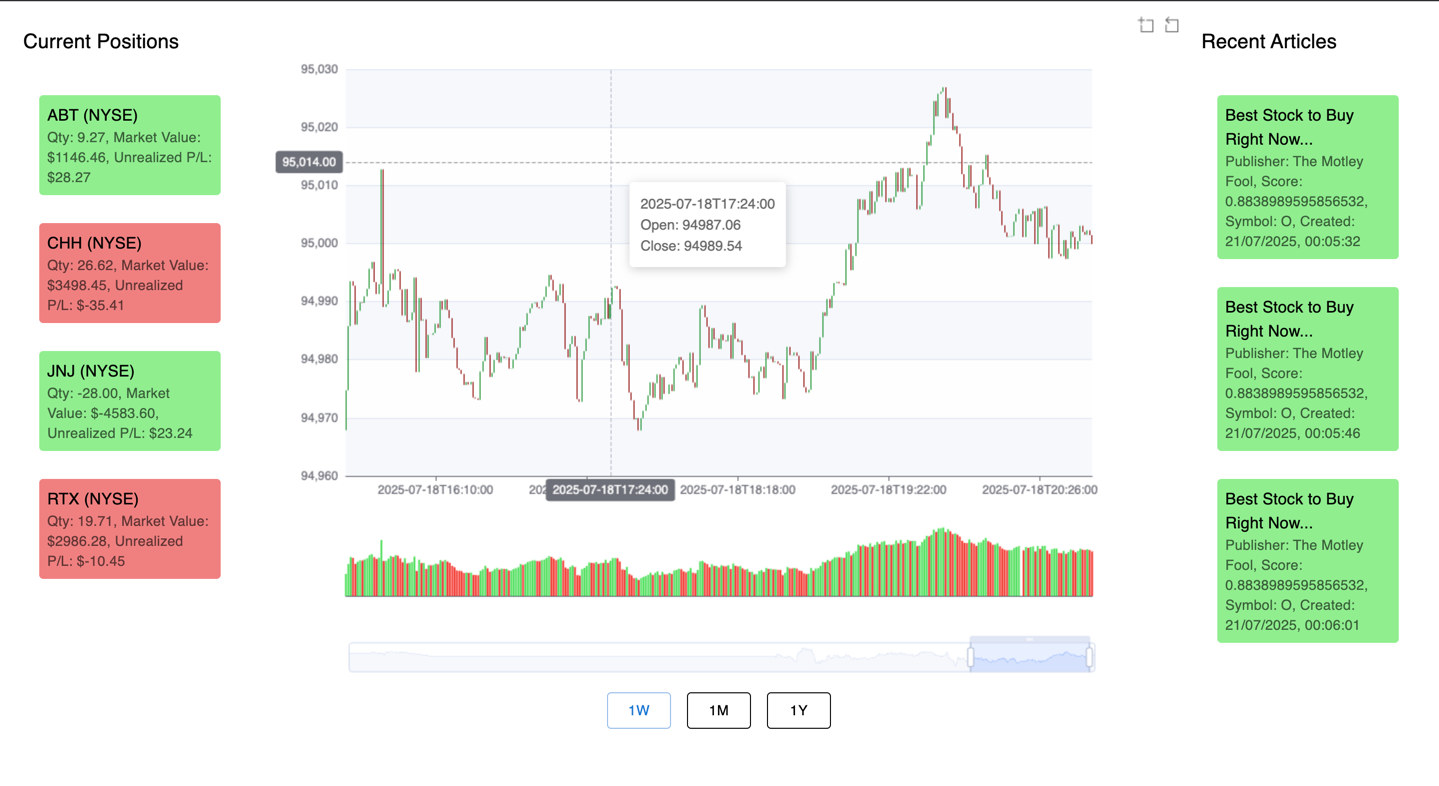 Current Positions
ABT (NYSE)
Qty: 9.27, Market Value:
$1146.46, Unrealized P/L:
$28.27
CHH (NYSE)
Qty: 26.62, Market Value:
$3498.45, Unrealized
P/L: $-35.41
JNJ (NYSE)
Qty: -28.00, Market
Value: $-4583.60,
Unrealized P/L: $23.24
RTX (NYSE)
Qty: 19.71, Market Value:
$2986.28, Unrealized
P/L: $-10.45
95,030
95,020
95,014.00
95,010
95,000
94,990
94,980
94,970
94,960
2025-07-18T17:24:00
Open: 94987.06
Close: 94989.54
2025-07-18T16:10:00
2025-07-18T17:24:00
2025-07-18T18:18:00
2025-07-18T19:22:00
2025-07-18T20:26:00
1W
1M
1Y
Recent Articles
Best Stock to Buy
Right Now...
Publisher: The Motley
Fool, Score:
0.8838989595856532,
Symbol: O, Created:
21/07/2025, 00:05:32
Best Stock to Buy
Right Now...
Publisher: The Motley
Fool, Score:
0.8838989595856532,
Symbol: O, Created:
21/07/2025, 00:05:46
Best Stock to Buy
Right Now...
Publisher: The Motley
Fool, Score:
0.8838989595856532,
Symbol: O, Created:
21/07/2025, 00:06:01